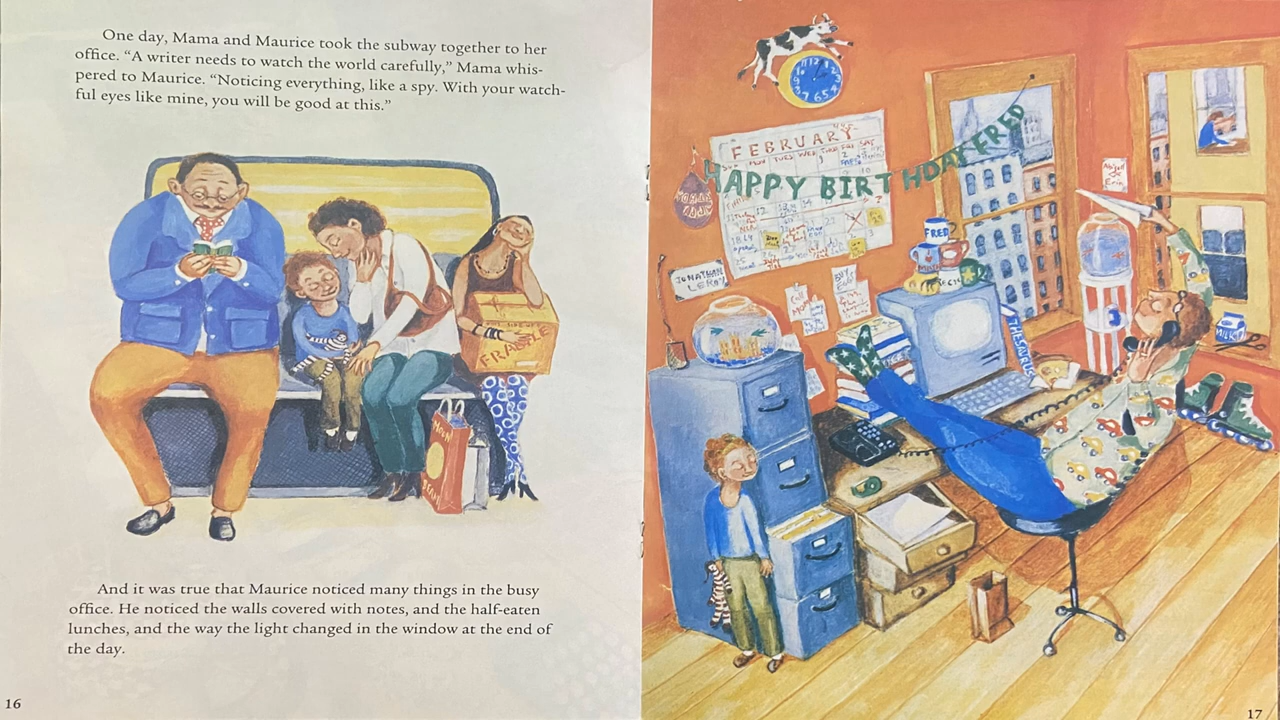 One day, Mama and Maurice took the subway together to her
office. “A writer needs to watch the world carefully,” Mama whis-
pered to Maurice. “Noticing everything, like a spy. With your watch-
ful eyes like mine, you will be good at this.”
FRAGILE
MOON
BEAM
And it was true that Maurice noticed many things in the busy
office. He noticed the walls covered with notes, and the half-eaten
lunches, and the way the light changed in the window at the end of
the day.
16
FEBRUARY
HAPPY BIRTHDAY FRED
JONATHAN
LEROY
FRED
THESAURUS
MILK
17